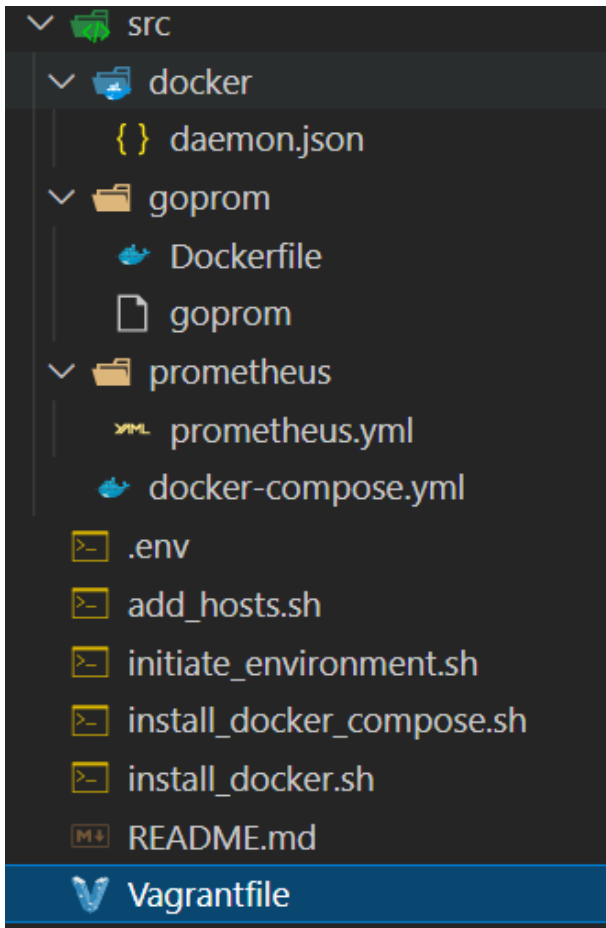 src
docker
{ } daemon.json
goprom
Dockerfile
goprom
prometheus
YAML prometheus.yml
docker-compose.yml
>_ .env
>_ add_hosts.sh
>_ initiate_environment.sh
>_ install_docker_compose.sh
>_ install_docker.sh
M↓ README.md
Vagrantfile